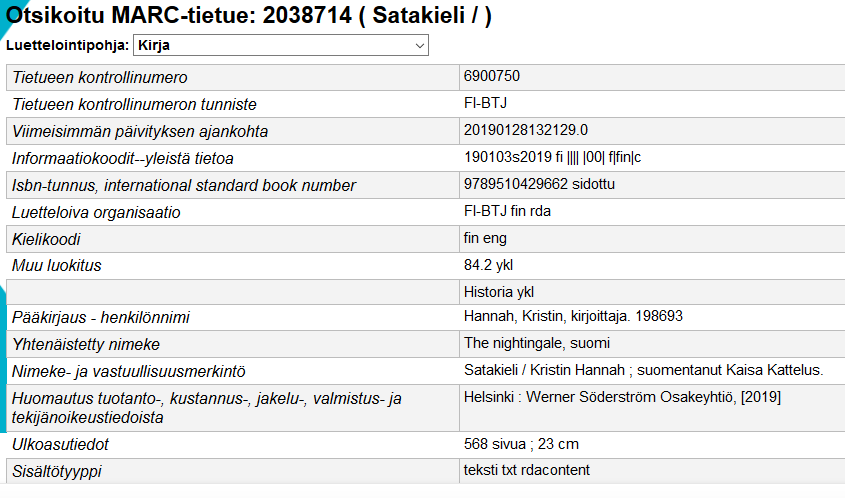 Otsikoitu MARC-tietue: 2038714 ( Satakieli / )
Luettelointipohja: Kirja
Tietueen kontrollinumero 6900750
Tietueen kontrollinumeron tunniste FI-BTJ
Viimeisimmän päivityksen ajankohta 20190128132129.0
Informaatiokoodit--yleistä tietoa 190103s2019 fi |||| |00| f|fin|c
Isbn-tunnus, international standard book number 9789510429662 sidottu
Luetteloiva organisaatio FI-BTJ fin rda
Kielikoodi fin eng
Muu luokitus 84.2 ykl
Historia ykl
Pääkirjaus - henkilönnimi Hannah, Kristin, kirjoittaja. 198693
Yhtenäistetty nimeke The nightingale, suomi
Nimeke- ja vastuullisuusmerkintö Satakieli / Kristin Hannah ; suomentanut Kaisa Kattelus.
Huomautus tuotanto-, kustannus-, jakelu-, valmistus- ja Helsinki : Werner Söderström Osakeyhtiö, [2019]
tekijänoikeustiedoista
Ulkoasutiedot 568 sivua ; 23 cm
Sisältötyyppi teksti txt rdacontent